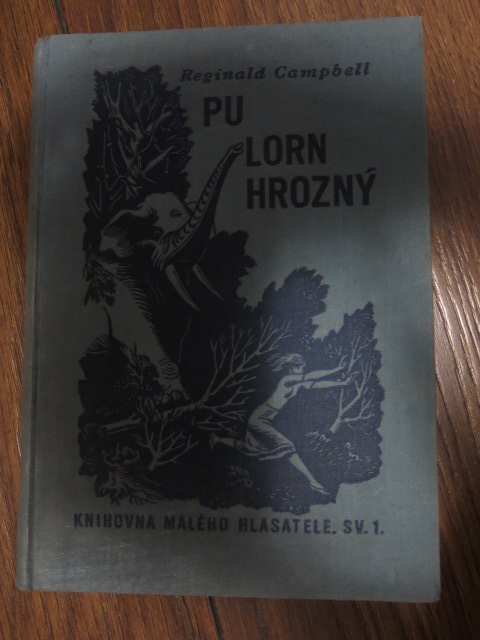 Reginald Campbell
PU
LORN
HROZNÝ
KNIHOVNA MALÉHO HLASATELE. SV. 1.